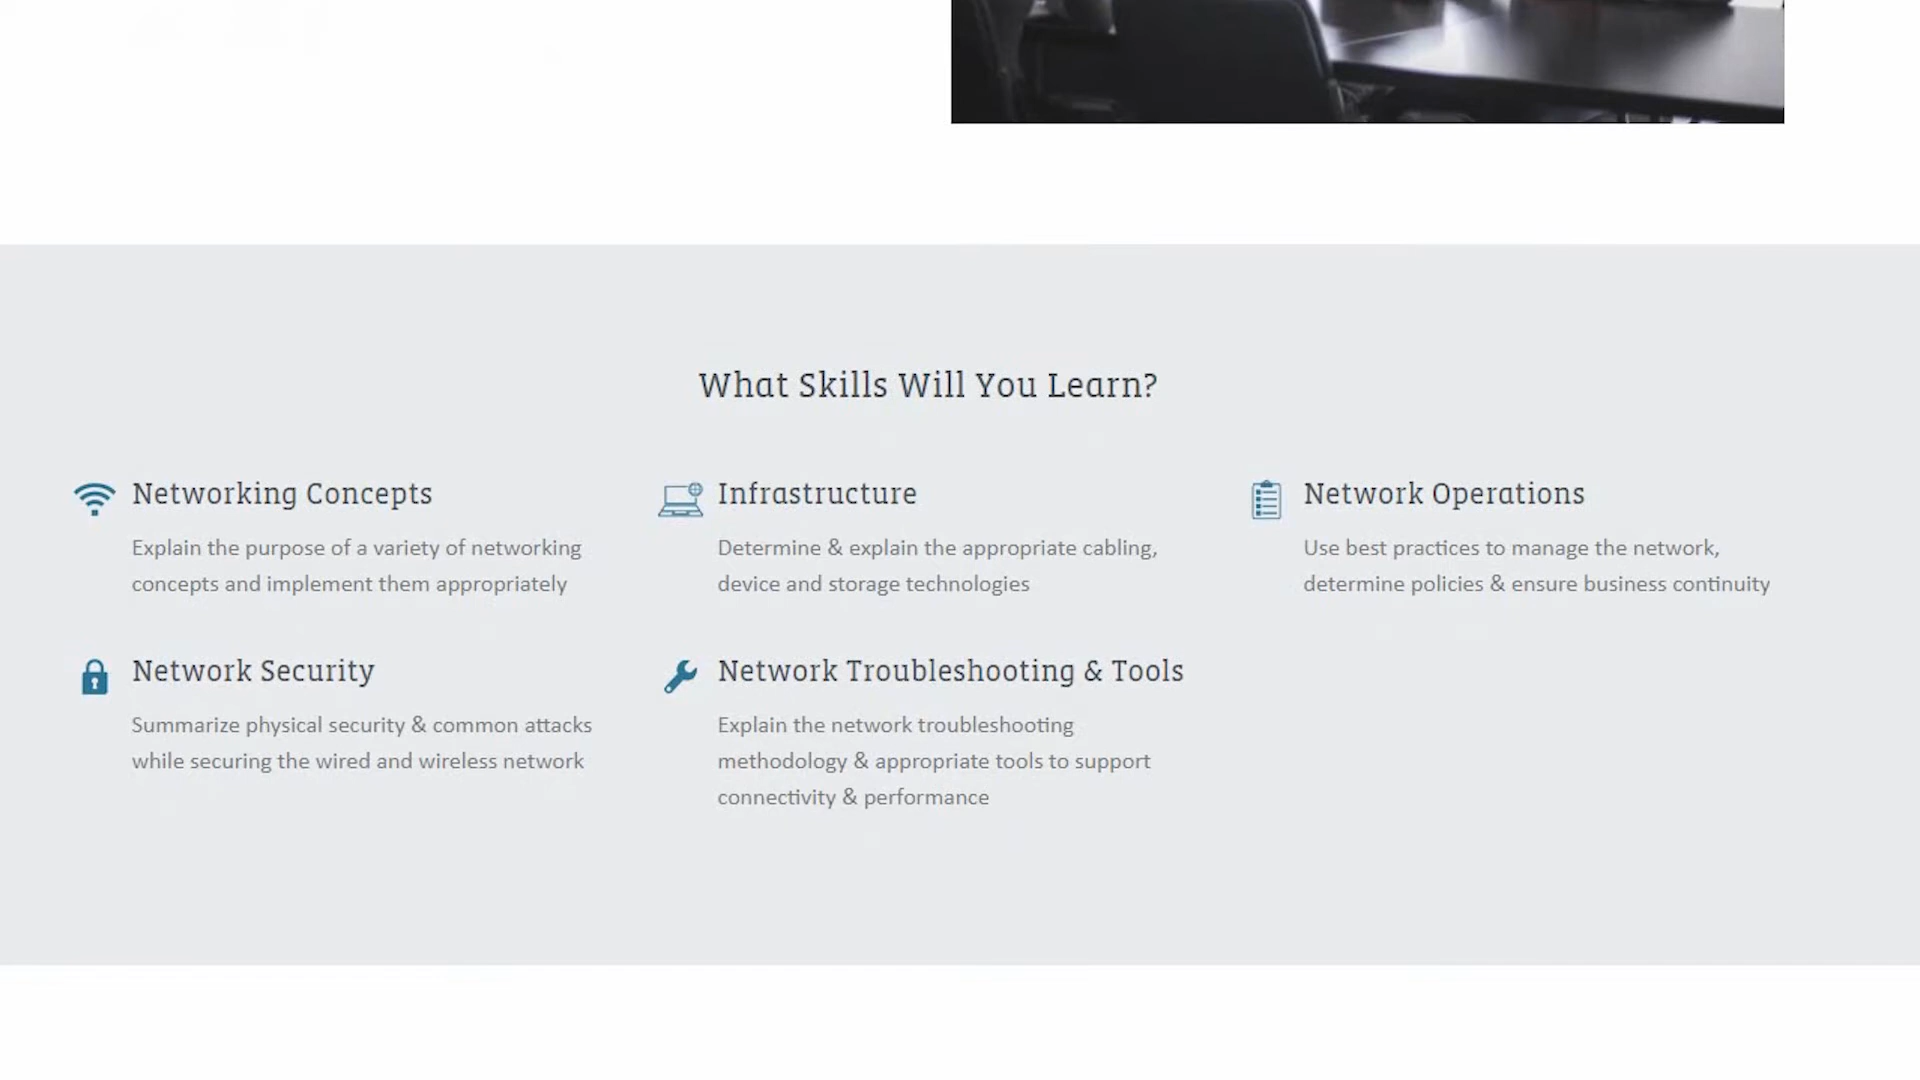 What Skills Will You Learn?
Networking Concepts
Explain the purpose of a variety of networking
concepts and implement them appropriately
Infrastructure
Determine & explain the appropriate cabling,
device and storage technologies
Network Operations
Use best practices to manage the network,
determine policies & ensure business continuity
Network Security
Summarize physical security & common attacks
while securing the wired and wireless network
Network Troubleshooting & Tools
Explain the network troubleshooting
methodology & appropriate tools to support
connectivity & performance